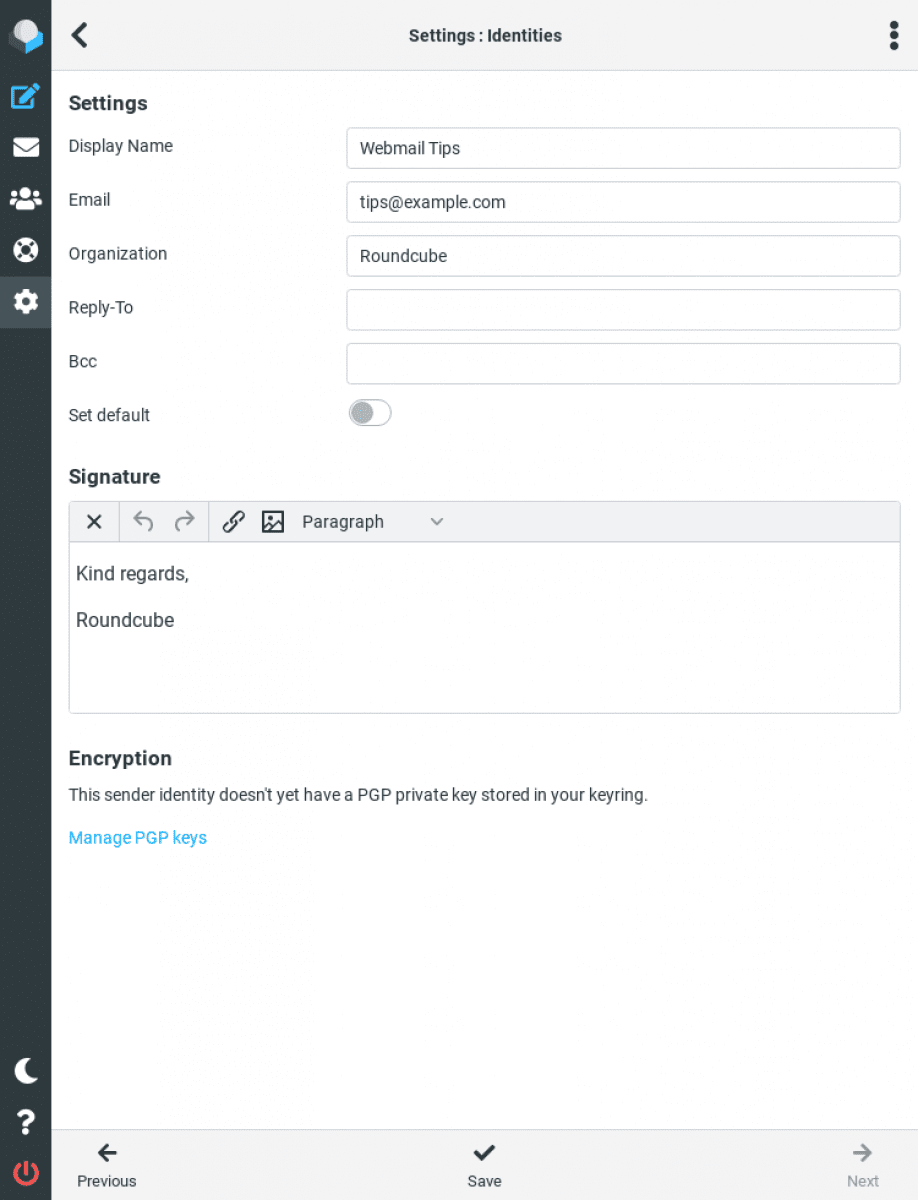 Settings : Identities
Settings
Display Name
Webmail Tips
Email
tips@example.com
Organization
Roundcube
Reply-To
Bcc
Set default
Signature
Paragraph
Kind regards,
Roundcube
Encryption
This sender identity doesn't yet have a PGP private key stored in your keyring.
Manage PGP keys
Previous
Save
Next